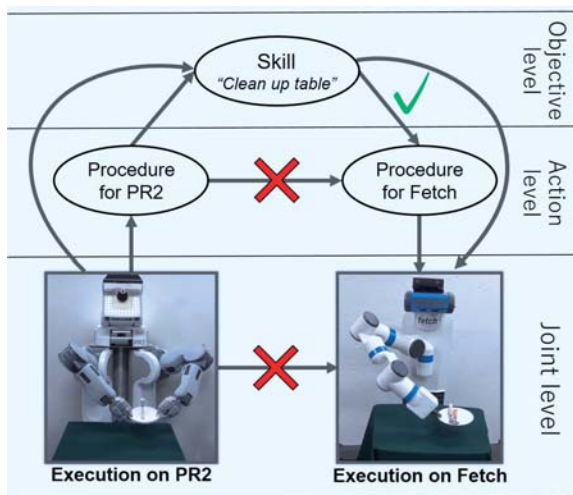 Skill
"Clean up table"
Objective
level
Procedure
for PR2
Procedure
for Fetch
Action
level
fetch
Joint level
Execution on PR2
Execution on Fetch